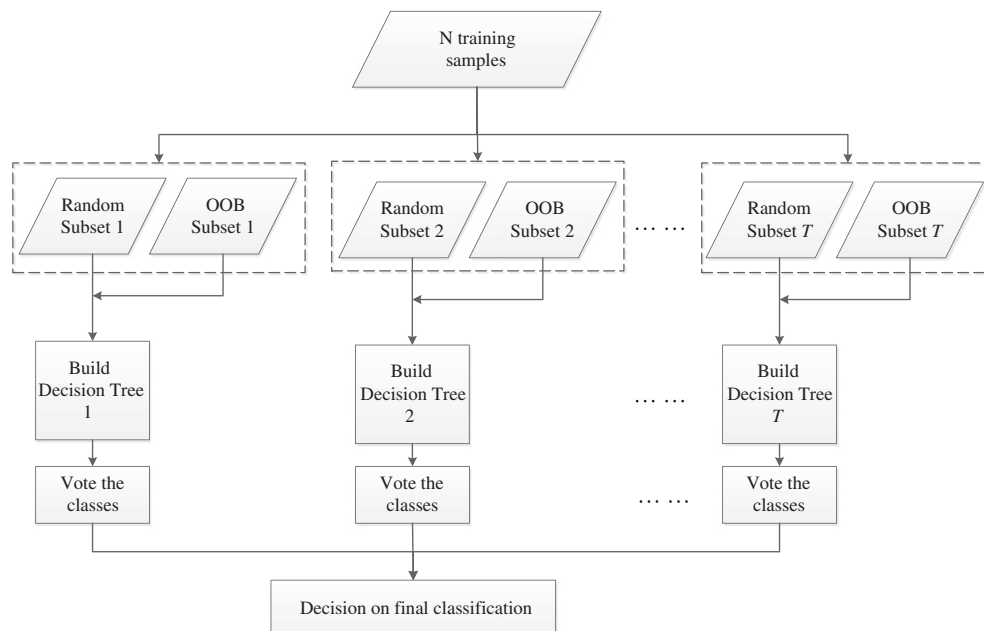 N training
samples
Random
Subset 1
OOB
Subset 1
Random
Subset 2
OOB
Subset 2
... ...
Random
Subset T
OOB
Subset T
Build
Decision Tree
1
Build
Decision Tree
2
... ...
Build
Decision Tree
T
Vote the
classes
Vote the
classes
... ...
Vote the
classes
Decision on final classification